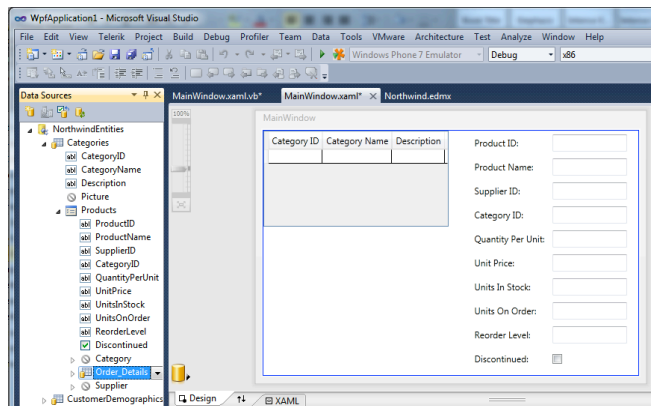 WpfApplication1 - Microsoft Visual Studio
File Edit View Telerik Project Build Debug Profiler Team Data Tools VMware Architecture Test Analyze Window Help
Windows Phone 7 Emulator Debug x86
Data Sources
MainWindow.xaml.vb* MainWindow.xaml* Northwind.edmx
NorthwindEntities
Categories
CategoryID
CategoryName
Description
Picture
Products
ProductID
ProductName
SupplierID
CategoryID
QuantityPerUnit
UnitPrice
UnitsInStock
UnitsOnOrder
ReorderLevel
Discontinued
Category
Order_Details
Supplier
CustomerDemographics
100%
MainWindow
Category ID Category Name Description
Product ID:
Product Name:
Supplier ID:
Category ID:
Quantity Per Unit:
Unit Price:
Units In Stock:
Units On Order:
Reorder Level:
Discontinued:
Design XAML